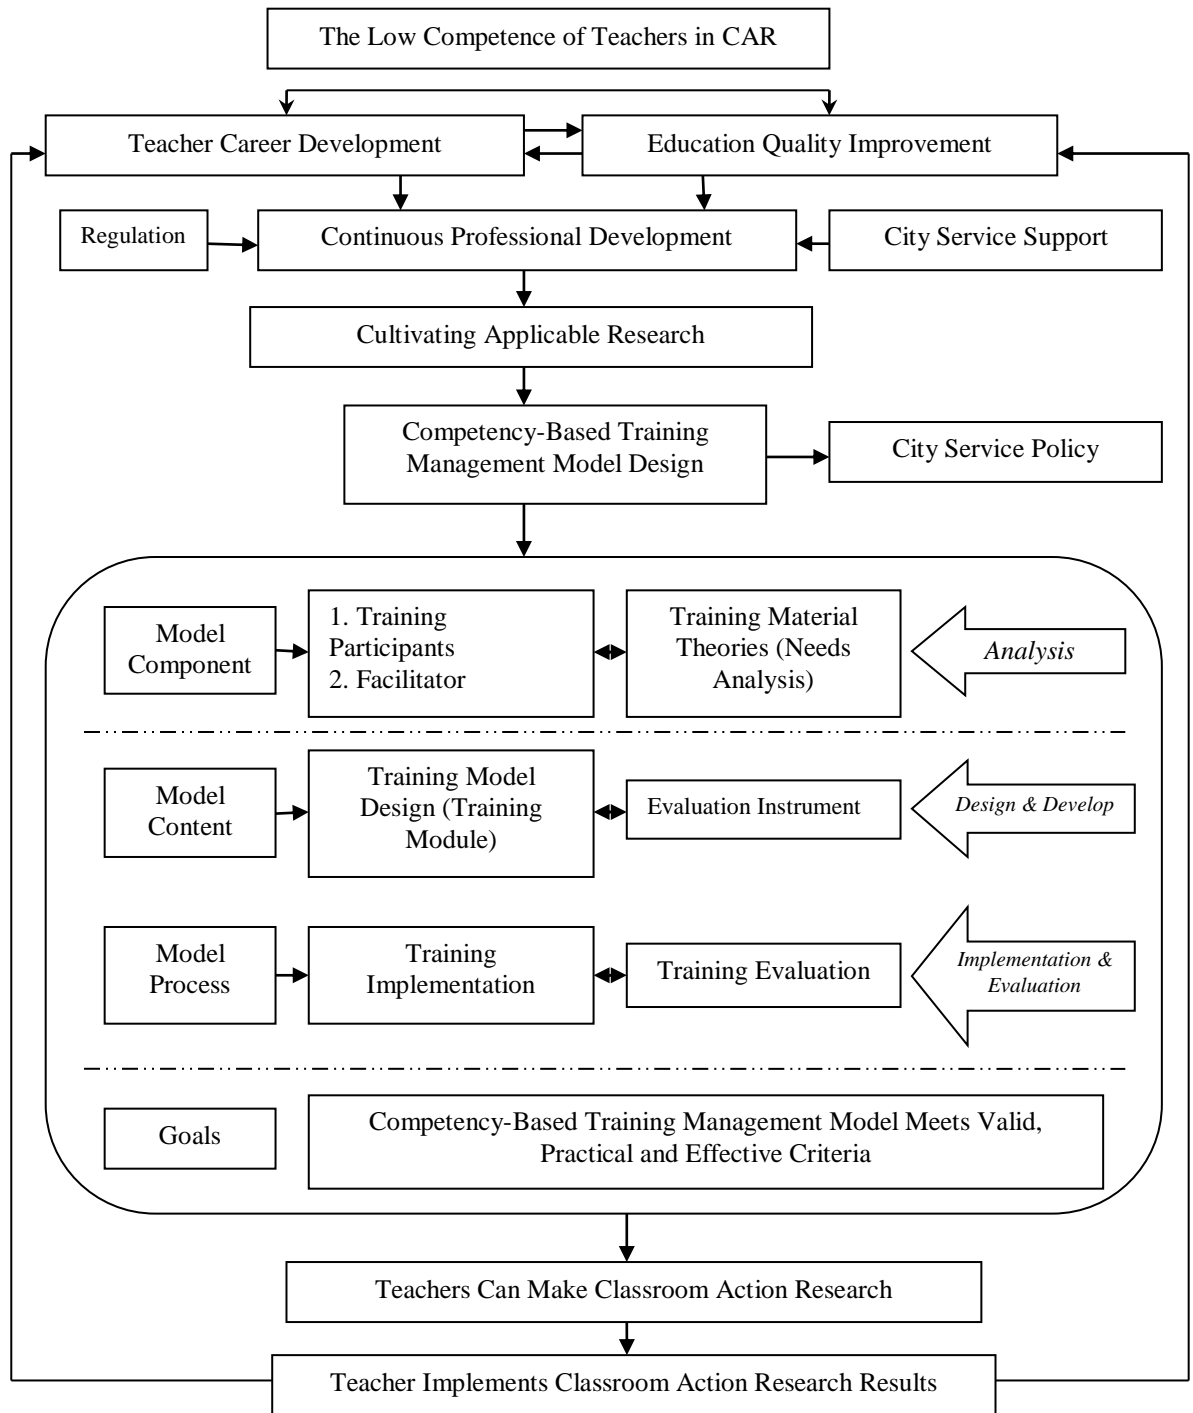 The Low Competence of Teachers in CAR
Teacher Career Development
Education Quality Improvement
Regulation
Continuous Professional Development
City Service Support
Cultivating Applicable Research
Competency-Based Training
Management Model Design
City Service Policy
Model
Component
1. Training
Participants
2. Facilitator
Training Material
Theories (Needs
Analysis)
Analysis
Model
Content
Training Model
Design (Training
Module)
Evaluation Instrument
Design & Develop
Model
Process
Training
Implementation
Training Evaluation
Implementation &
Evaluation
Goals
Competency-Based Training Management Model Meets Valid,
Practical and Effective Criteria
Teachers Can Make Classroom Action Research
Teacher Implements Classroom Action Research Results